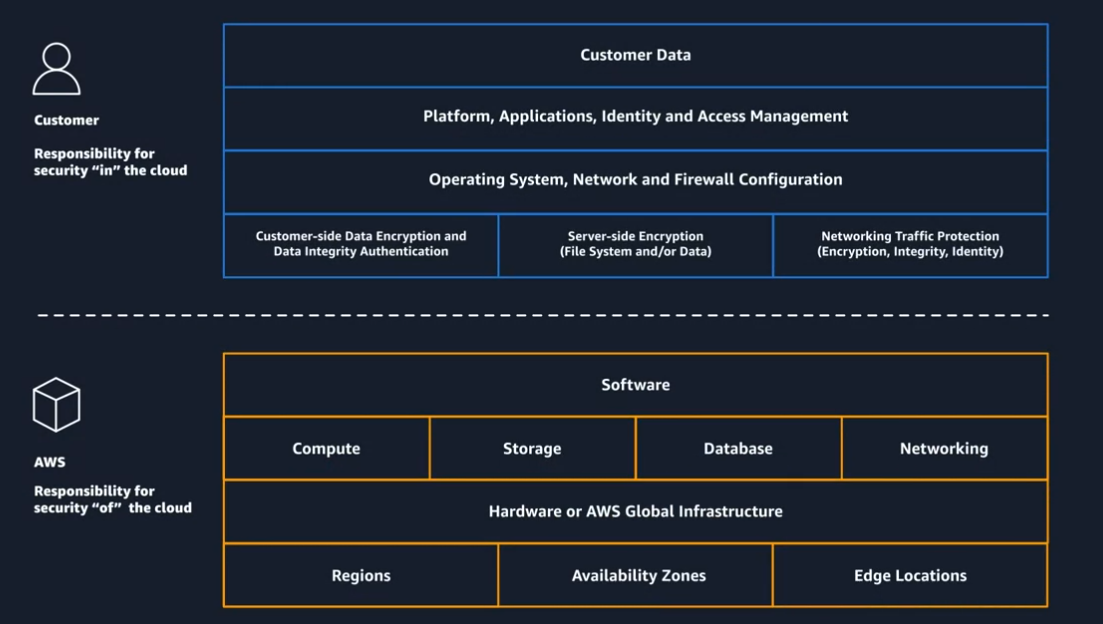 Customer
Responsibility for
security “in” the cloud
Customer Data
Platform, Applications, Identity and Access Management
Operating System, Network and Firewall Configuration
Customer-side Data Encryption and
Data Integrity Authentication
Server-side Encryption
(File System and/or Data)
Networking Traffic Protection
(Encryption, Integrity, Identity)
AWS
Responsibility for
security “of” the cloud
Software
Compute
Storage
Database
Networking
Hardware or AWS Global Infrastructure
Regions
Availability Zones
Edge Locations